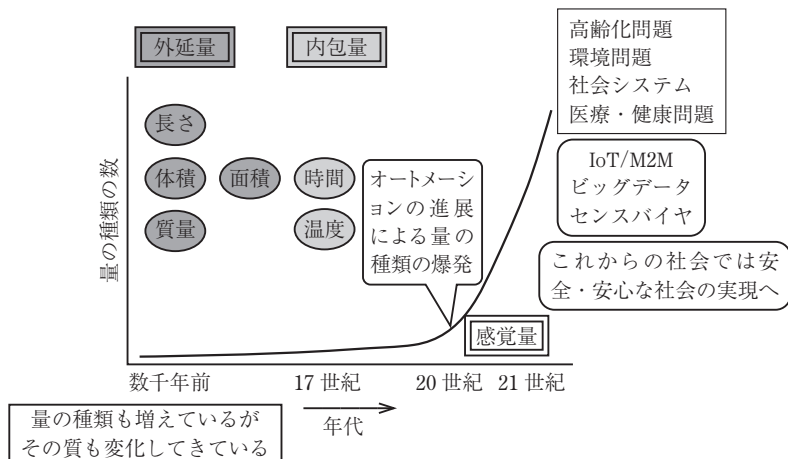 外延量
内包量
高齢化問題
環境問題
社会システム
医療・健康問題
量の種類の数
長さ
体積
面積
時間
質量
温度
オートメーシ
ョンの進展
による量の
種類の爆発
IoT/M2M
ビッグデータ
センスバイヤ
これからの社会では安
全・安心な社会の実現へ
感覚量
数千年前
17 世紀
20 世紀
21 世紀
年代
量の種類も増えているが
その質も変化してきている